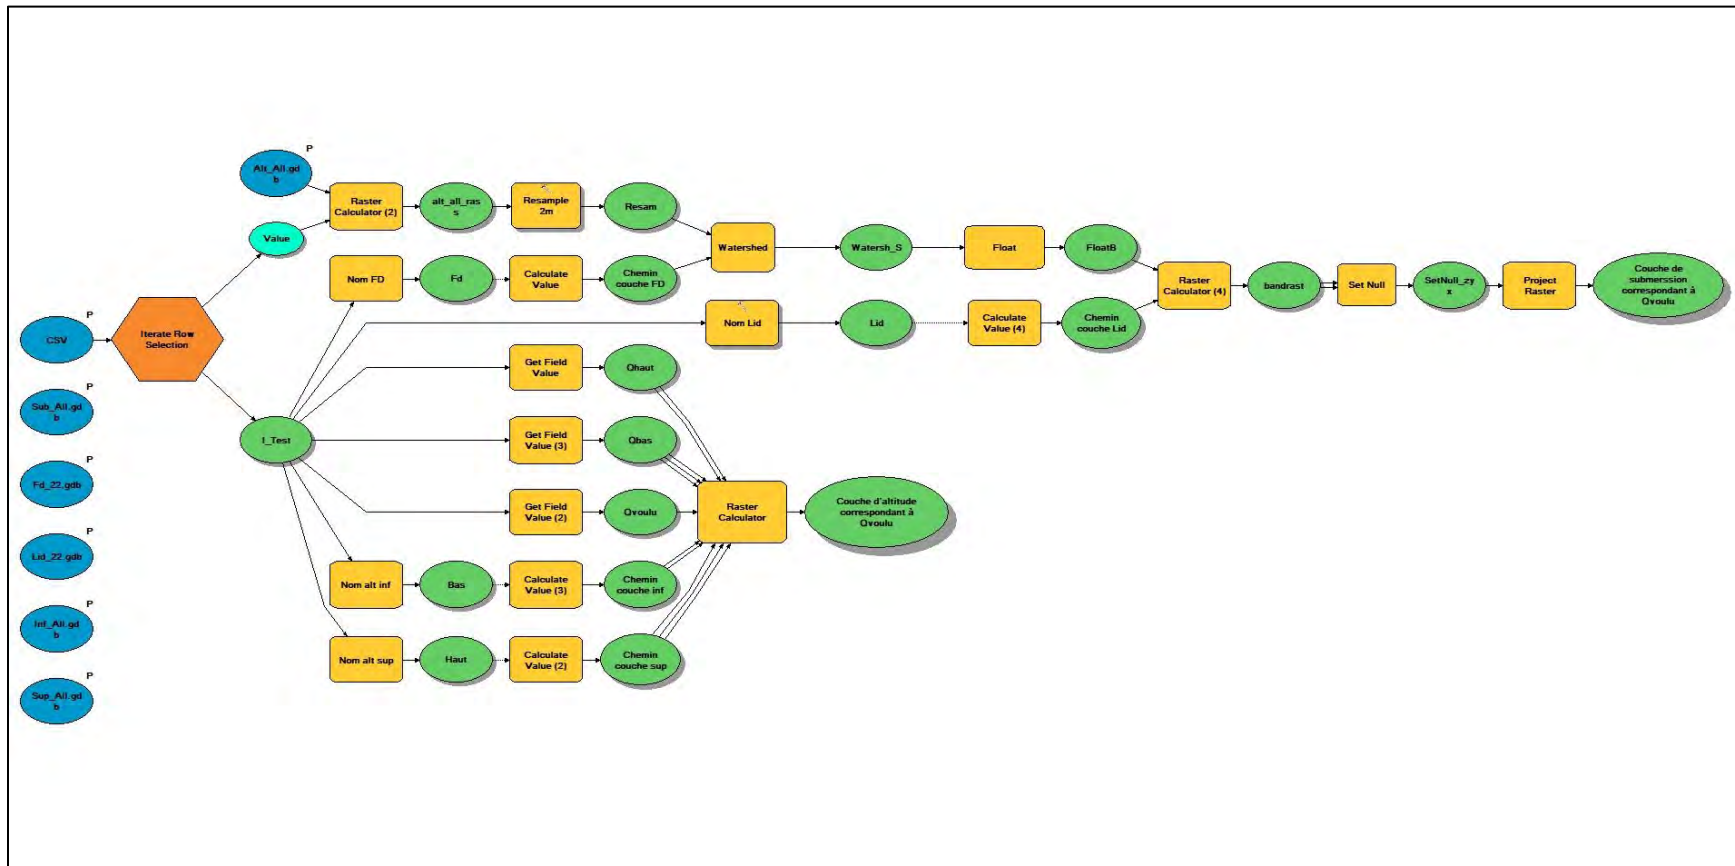 P
Alt_All.gd
b
Raster
Calculator (2)
alt_all_ras
s
Resample
2m
Resam
Value
Watershed
Watersh_S
Float
FloatB
Nom FD
Fd
Calculate
Value
Chemin
couche FD
Raster
Calculator (4)
bandrast
Set Null
SetNull_zy
x
Project
Raster
Couche de
submerssion
correspondant à
Qvoulu
P
CSV
Iterate Row
Selection
Nom Lid
Lid
Calculate
Value (4)
Chemin
couche Lid
Get Field
Value
Qhaut
P
Sub_All.gd
b
I_Test
Get Field
Value (3)
Qbas
P
Fd_22.gdb
Get Field
Value (2)
Qvoulu
Raster
Calculator
Couche d'altitude
correspondant à
Qvoulu
P
Lid_22.gdb
Nom alt inf
Bas
Calculate
Value (3)
Chemin
couche inf
P
Inf_All.gd
b
Nom alt sup
Haut
Calculate
Value (2)
Chemin
couche sup
P
Sup_All.gd
b